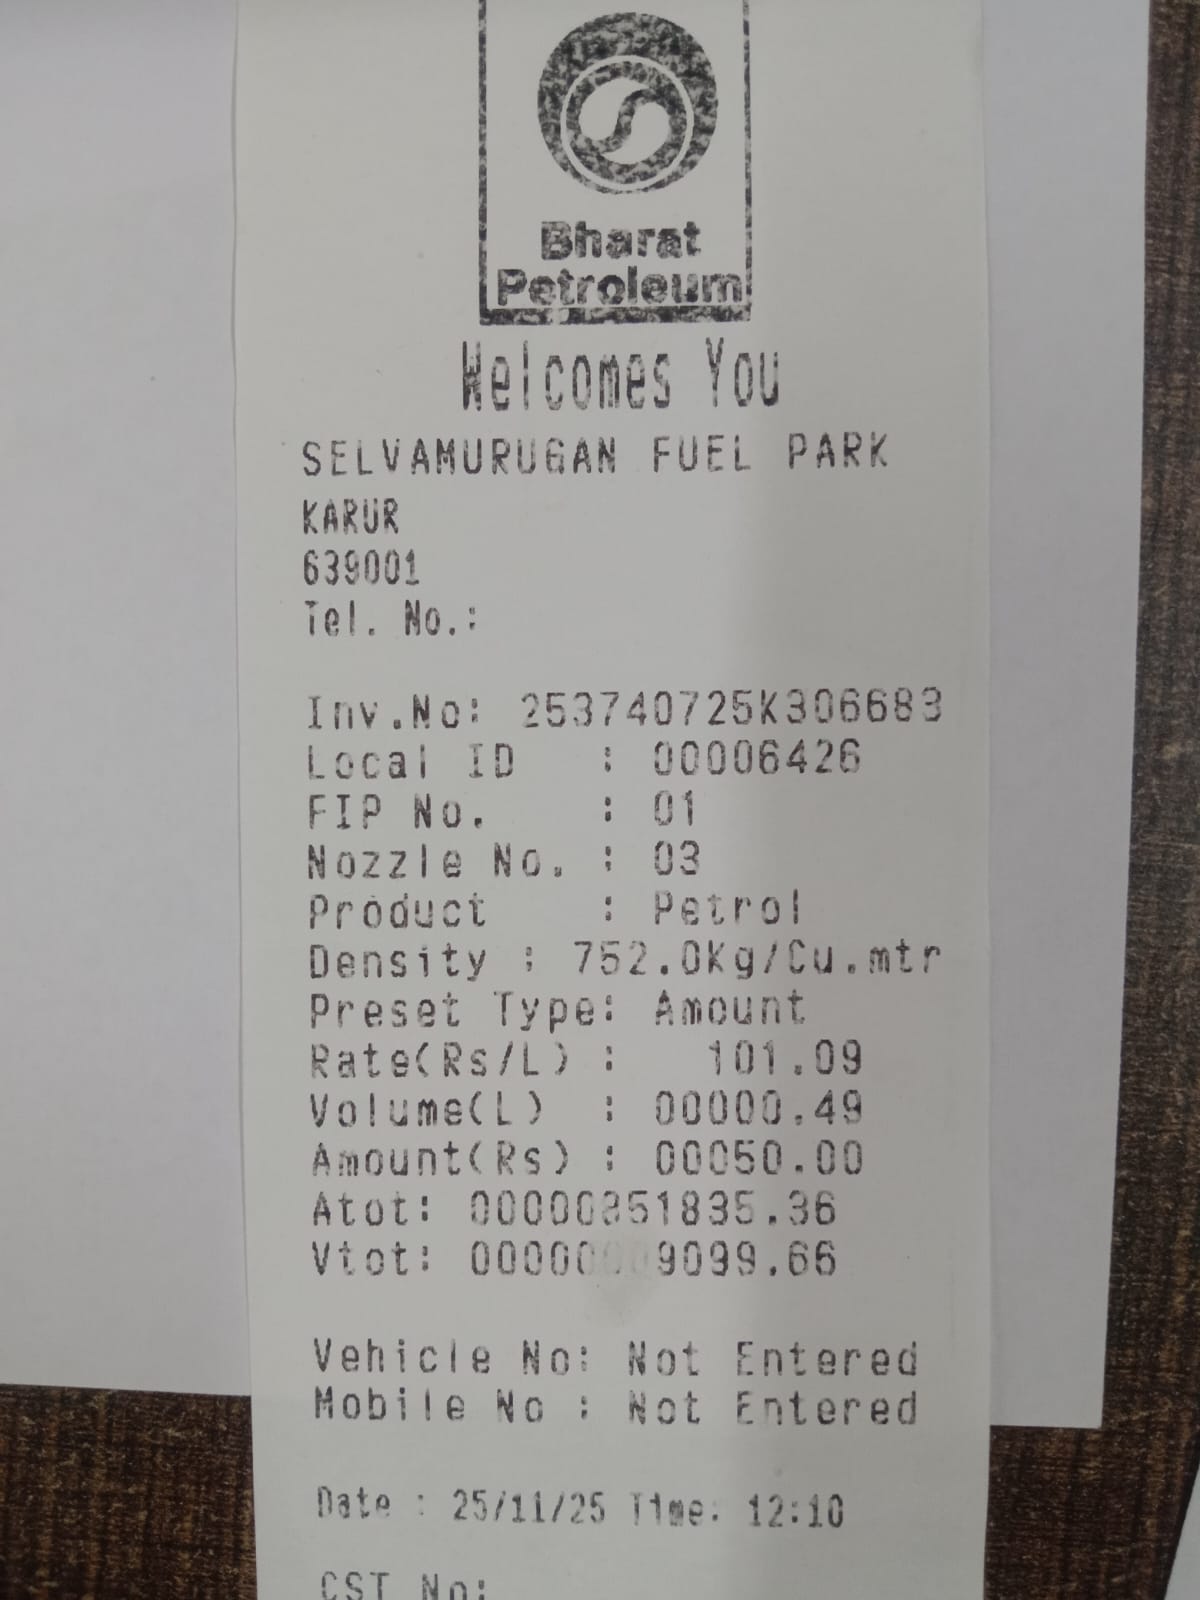 Bharat
Petroleum
Welcomes You
SELVAMURUGAN FUEL PARK
KARUR
639001
Tel. No.:
Inv.No: 253740725K306683
Local ID : 00006426
FIP No. : 01
Nozzle No. : 03
Product : Petrol
Density : 752.0Kg/Cu.mtr
Preset Type: Amount
Rate(Rs/L) : 101.09
Volume(L) : 00000.49
Amount(Rs) : 00050.00
Atot: 00000851835.36
Vtot:
Vehicle No: Not Entered
Mobile No : Not Entered
Date : 25/11/25 Time: 12:10
CST No: